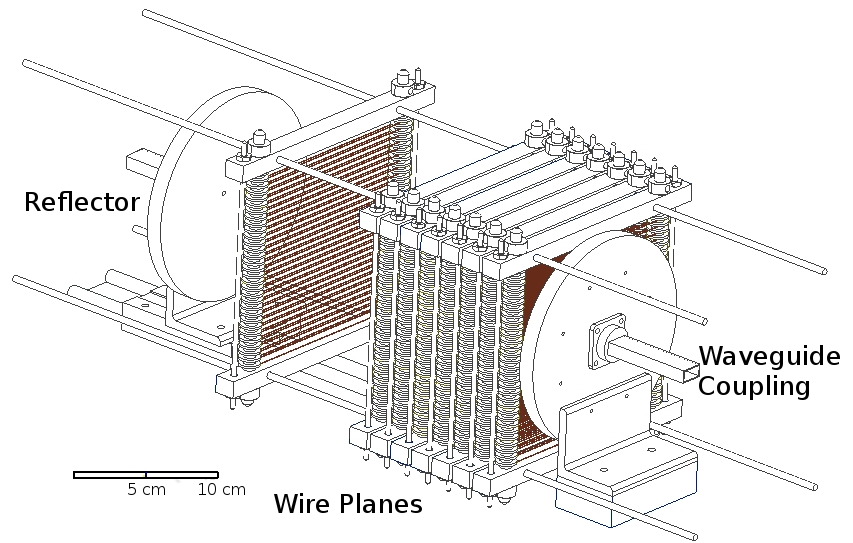 Reflector
Waveguide
Coupling
5 cm 10 cm
Wire Planes